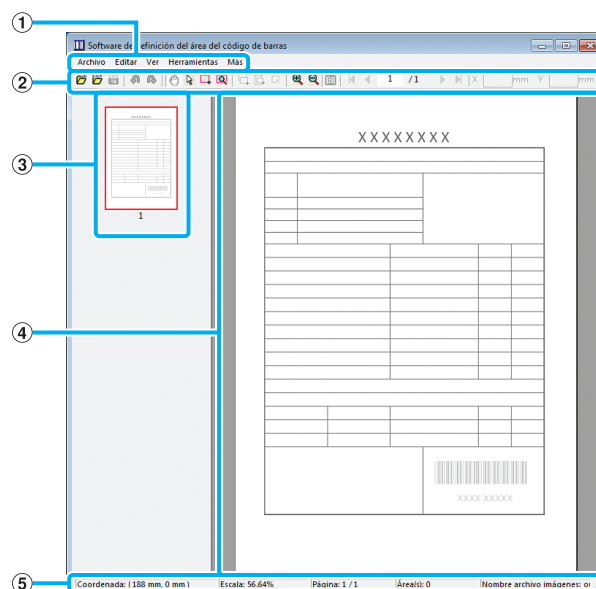 1
Software de definición del área del código de barras
Archivo Editar Ver Herramientas Más
2
1 /1 X mm Y mm
3
XXXXXXXX
1
XXXXXXXX
4
XXXX XXXXX
5
Coordenada: ( 188 mm, 0 mm ) Escala: 56.64% Página: 1 / 1 Área(s): 0 Nombre archivo imágenes: